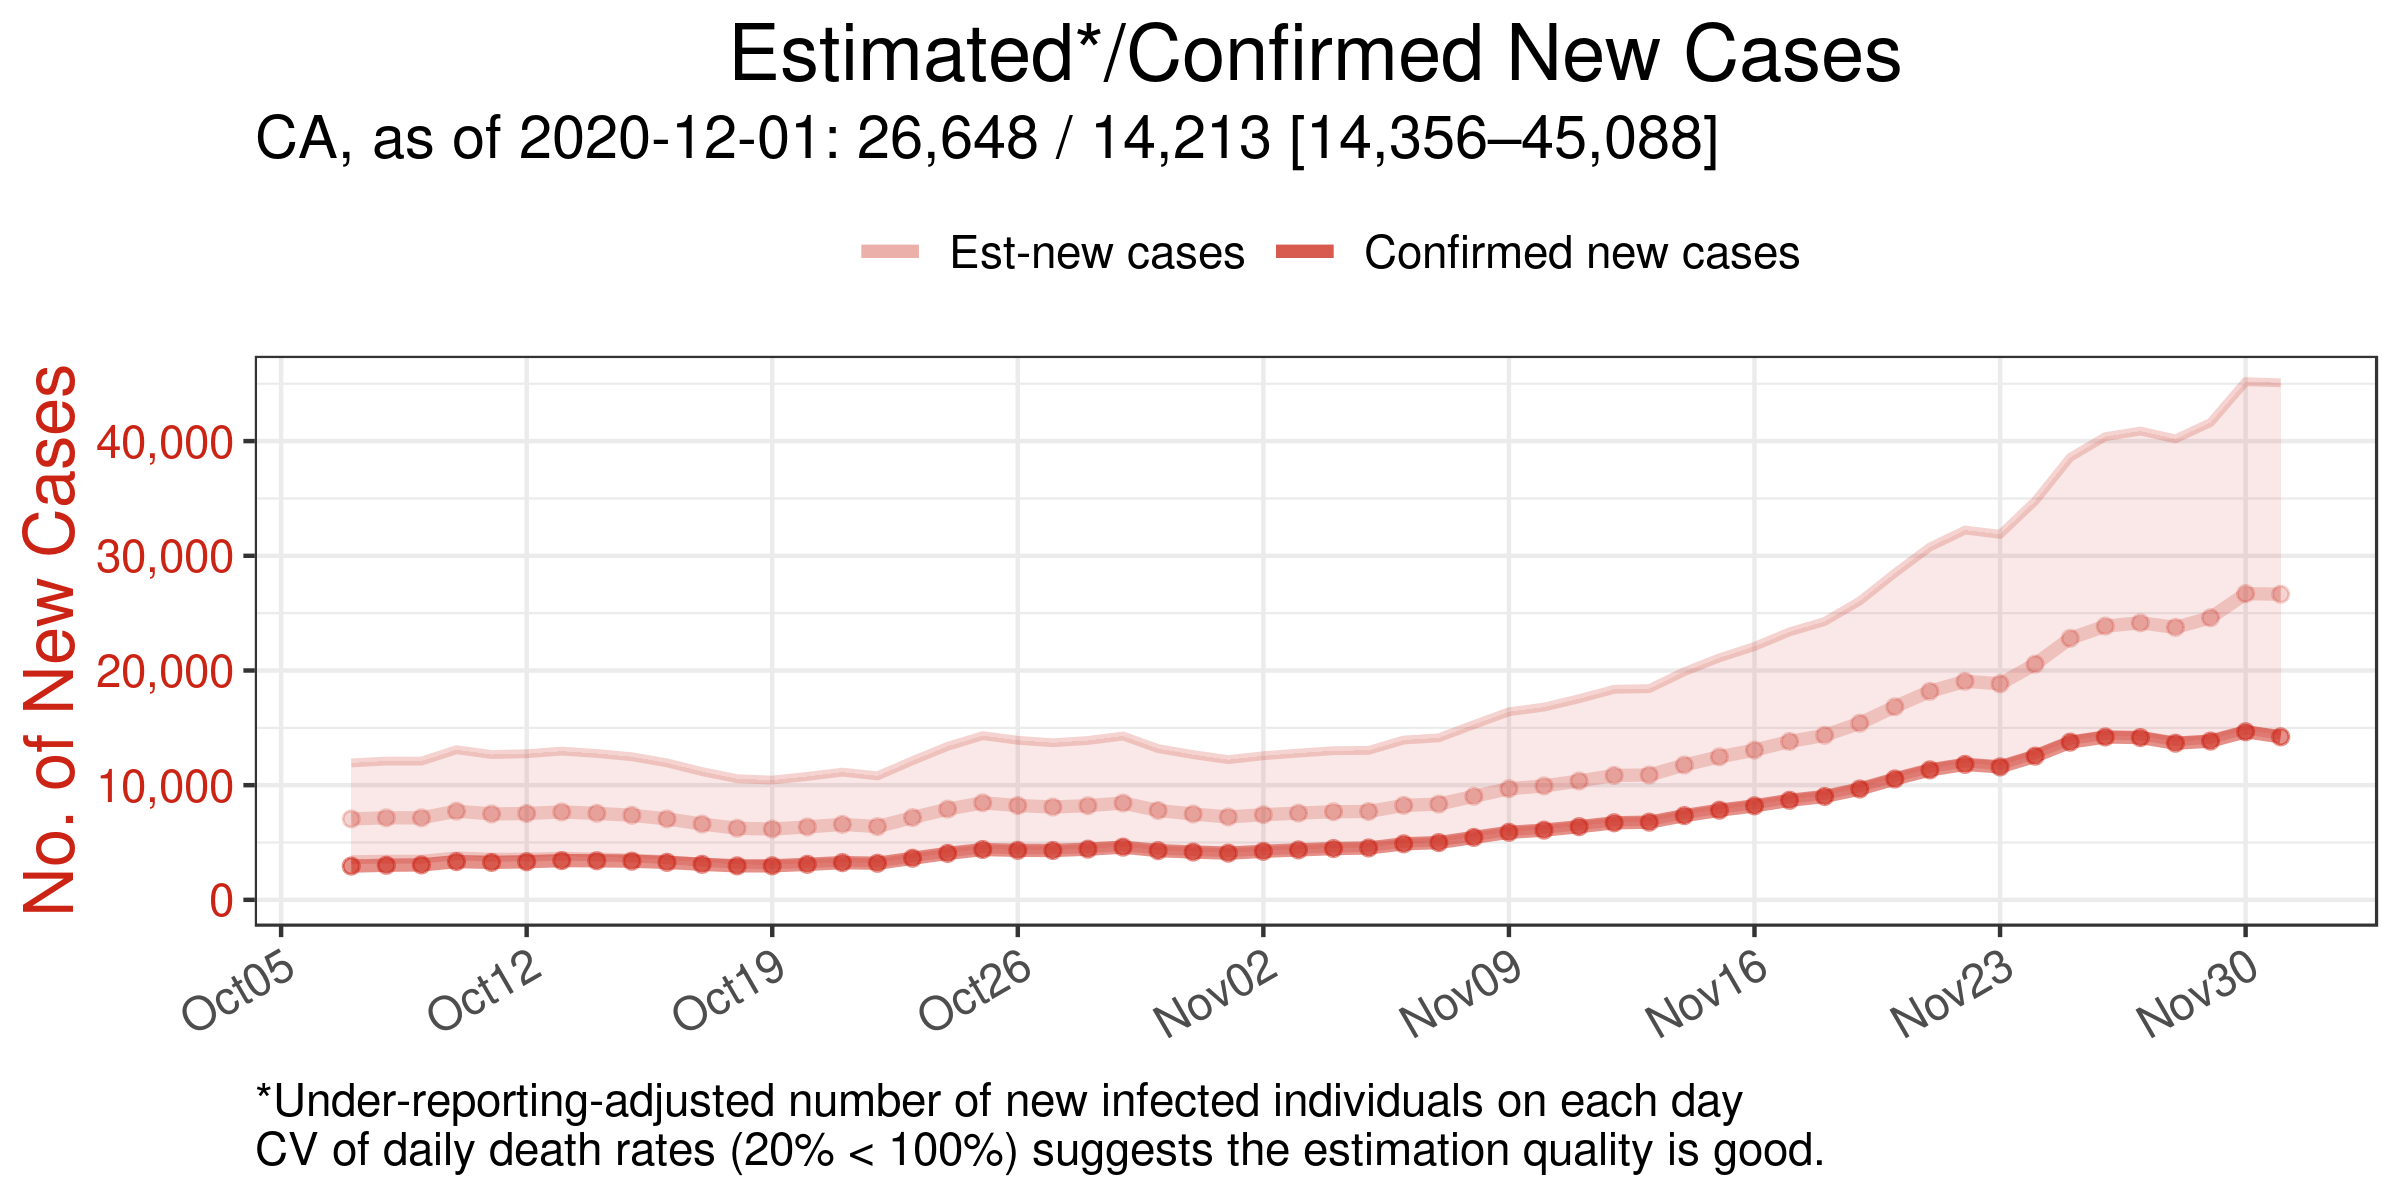 Estimated*/Confirmed New Cases
CA, as of 2020-12-01: 26,648 / 14,213 [14,356–45,088]
Est-new cases
Confirmed new cases
No. of New Cases
40,000
30,000
20,000
10,000
0
Oct05
Oct12
Oct19
Oct26
Nov02
Nov09
Nov16
Nov23
Nov30
*Under-reporting-adjusted number of new infected individuals on each day
CV of daily death rates (20% < 100%) suggests the estimation quality is good.